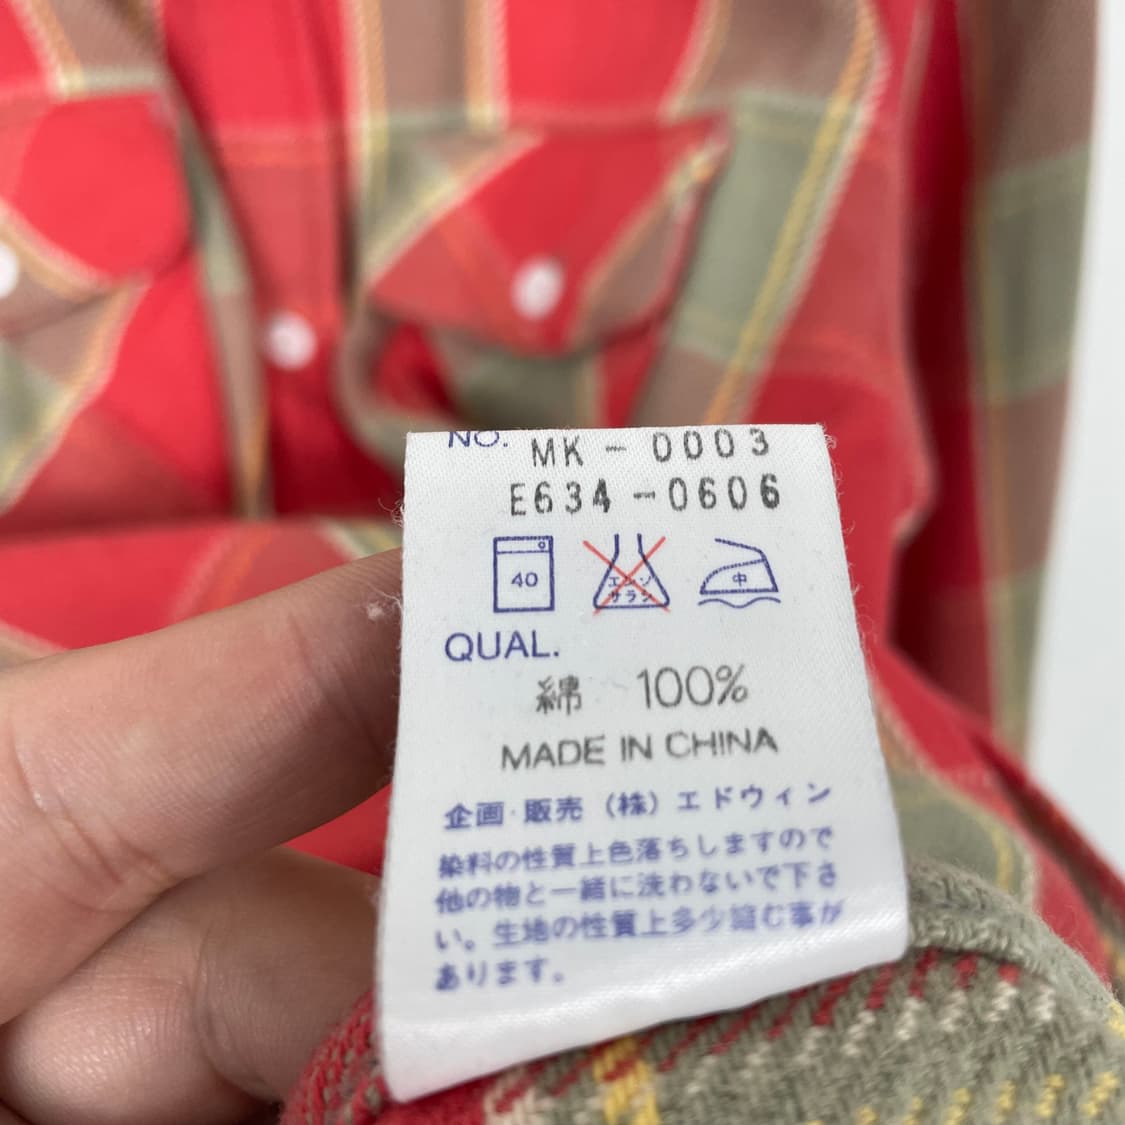 NO. MK-0003
E634-0606
40 エンソサラシ 中
QUAL.
綿 100%
MADE IN CHINA
企画・販売(株)エドウィン
染料の性質上色落ちしますので
他の物と一緒に洗わないで下さ
い。生地の性質上多少縮む事が
あります。